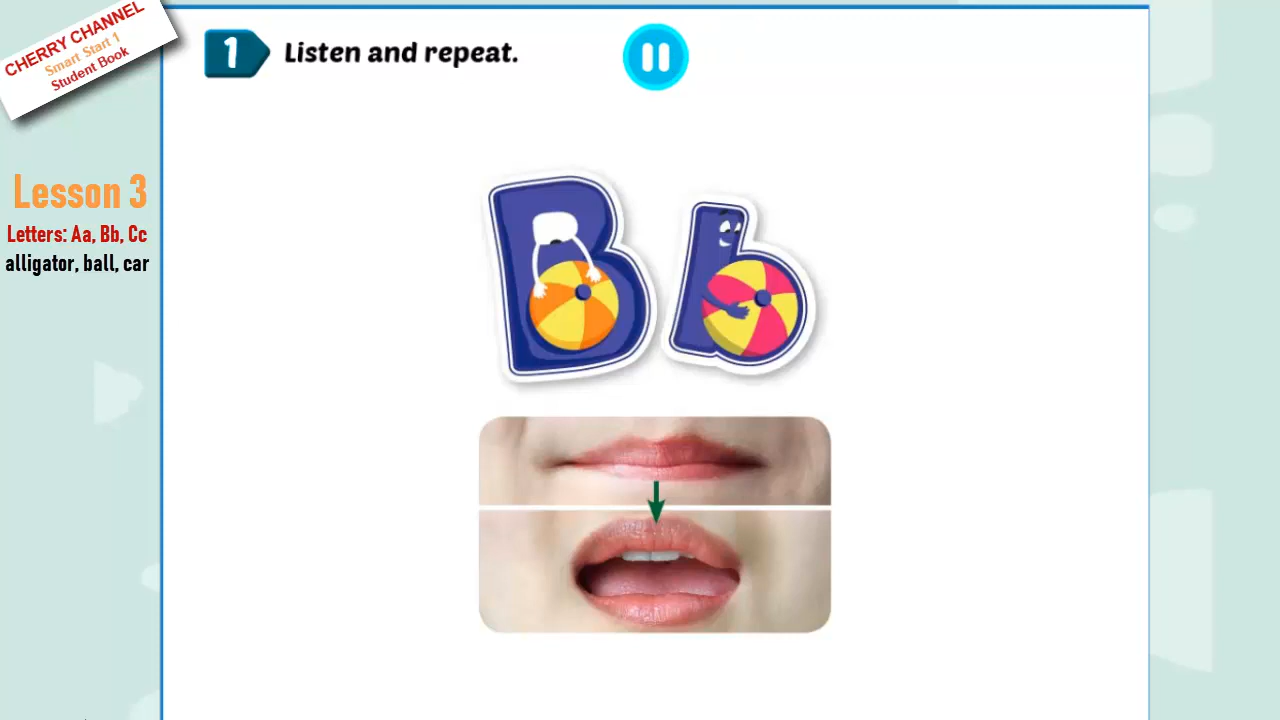 CHERRY CHANNEL
Smart Start 1
Student Book
1 Listen and repeat.
Lesson 3
Letters: Aa, Bb, Cc
alligator, ball, car
B b